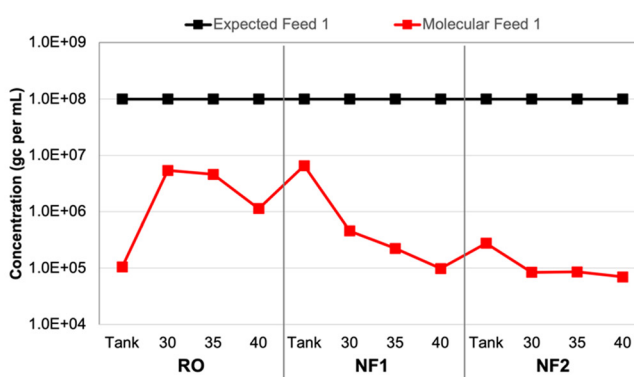 Expected Feed 1 Molecular Feed 1
Concentration (gc per mL)
1.0E+09
1.0E+08
1.0E+07
1.0E+06
1.0E+05
1.0E+04
Tank 30 35 40 Tank 30 35 40 Tank 30 35 40
RO NF1 NF2